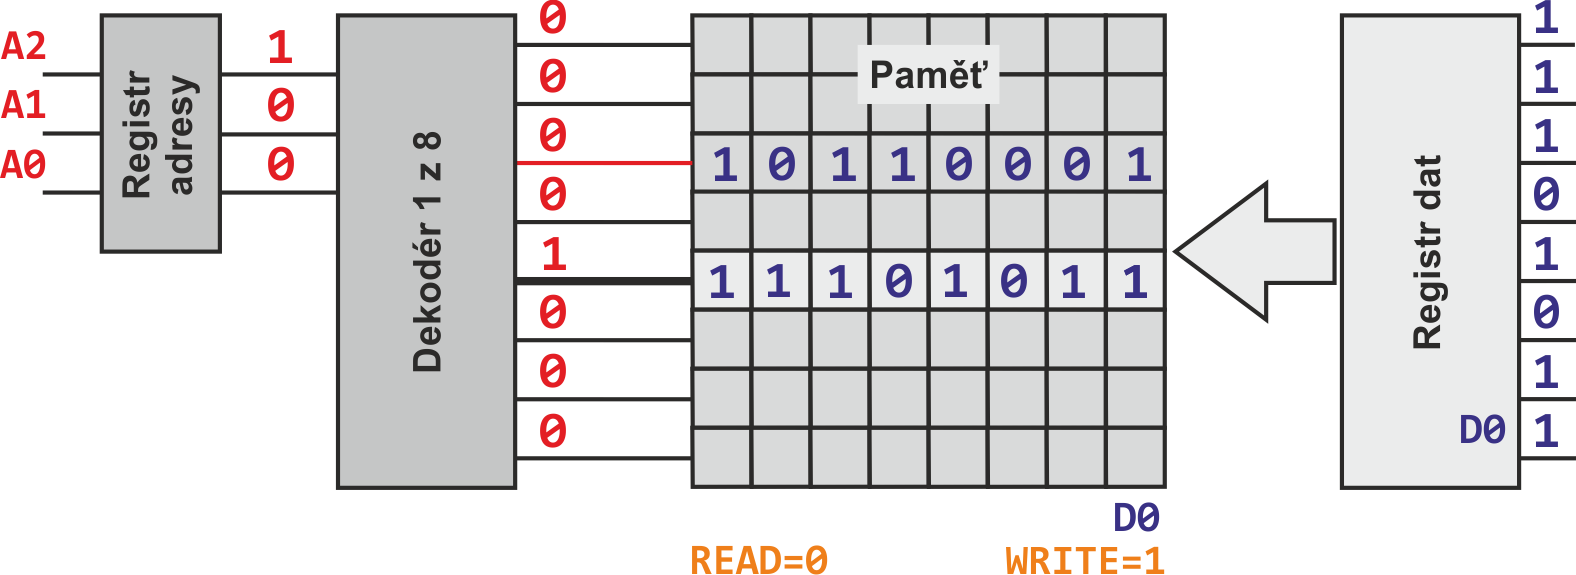 A2
A1
A0
Registr
adresy
1
0
0
Dekodér 1 z 8
0
0
0
0
1
0
0
0
Paměť
1 0 1 1 0 0 0 1
1 1 1 0 1 0 1 1
D0
READ=0 WRITE=1
Registr dat
D0
1
1
1
0
1
0
1
1